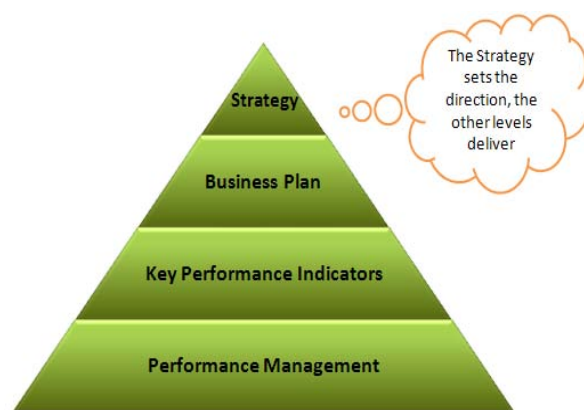 The Strategy
sets the
direction, the
other levels
deliver
Strategy
Business Plan
Key Performance Indicators
Performance Management